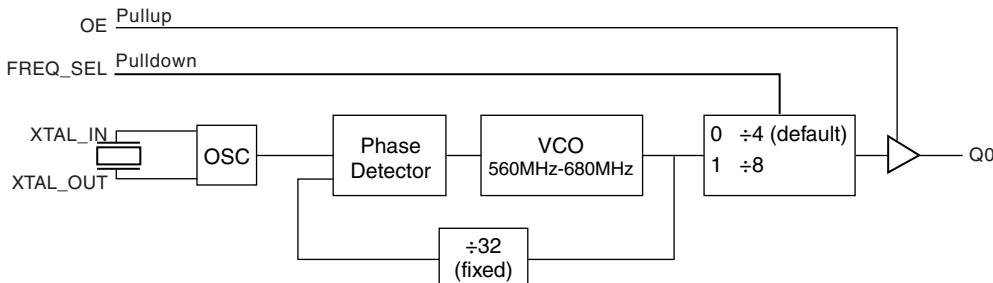 OE Pullup
FREQ_SEL Pulldown
XTAL_IN
XTAL_OUT
OSC
Phase
Detector
VCO
560MHz-680MHz
0 ÷4 (default)
1 ÷8
Q0
÷32
(fixed)